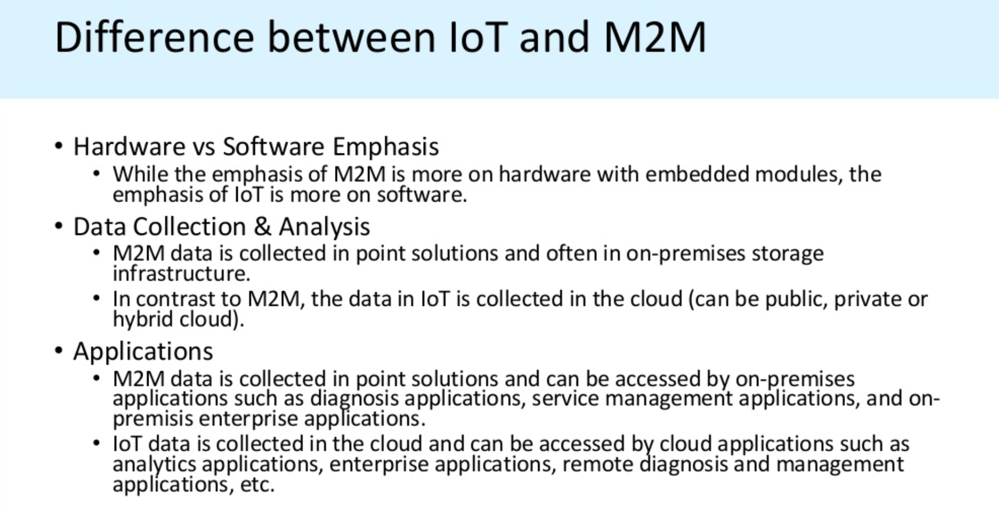 Difference between IoT and M2M
• Hardware vs Software Emphasis
• While the emphasis of M2M is more on hardware with embedded modules, the
emphasis of IoT is more on software.
• Data Collection & Analysis
• M2M data is collected in point solutions and often in on-premises storage
infrastructure.
• In contrast to M2M, the data in IoT is collected in the cloud (can be public, private or
hybrid cloud).
• Applications
• M2M data is collected in point solutions and can be accessed by on-premises
applications such as diagnosis applications, service management applications, and on-
premisis enterprise applications.
• IoT data is collected in the cloud and can be accessed by cloud applications such as
analytics applications, enterprise applications, remote diagnosis and management
applications, etc.